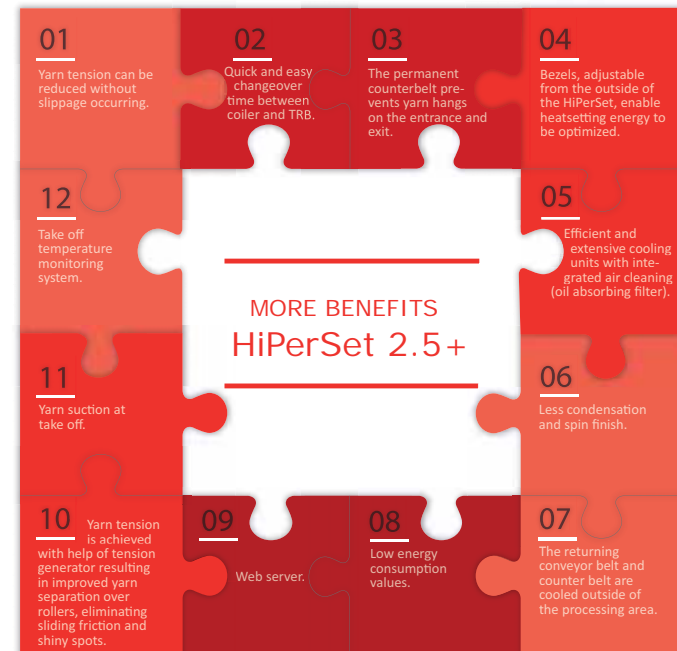 01
Yarn tension can be
reduced without
slippage occurring.
02
Quick and easy
changeover
time between
coiler and TRB.
03
The permanent
counterbelt pre-
vents yarn hangs
on the entrance and
exit.
04
Bezels, adjustable
from the outside of
the HiPerSet, enable
heatsetting energy to
be optimized.
12
Take off
temperature
monitoring
system.
05
Efficient and
extensive cooling
units with inte-
grated air cleaning
(oil absorbing filter).
MORE BENEFITS
HiPerSet 2.5+
11
Yarn suction at
take off.
06
Less condensation
and spin finish.
10
Yarn tension
is achieved
with help of tension
generator resulting
in improved yarn
separation over
rollers, eliminating
sliding friction and
shiny spots.
09
Web server.
08
Low energy
consumption
values.
07
The returning
conveyor belt and
counter belt are
cooled outside of
the processing area.